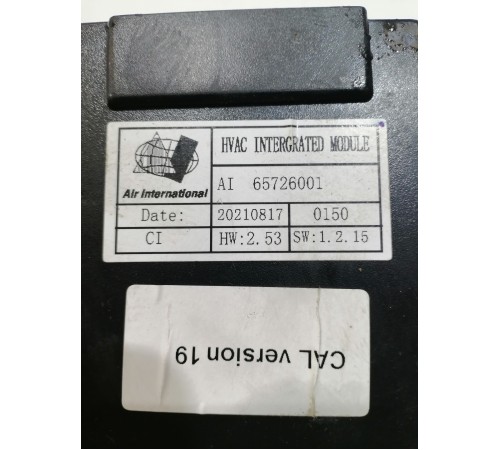 HVAC INTERGRATED MODULE
Air International
AI 65726001
Date: 20210817 0150
CI HW:2.53 SW:1.2.15
CAL version 19